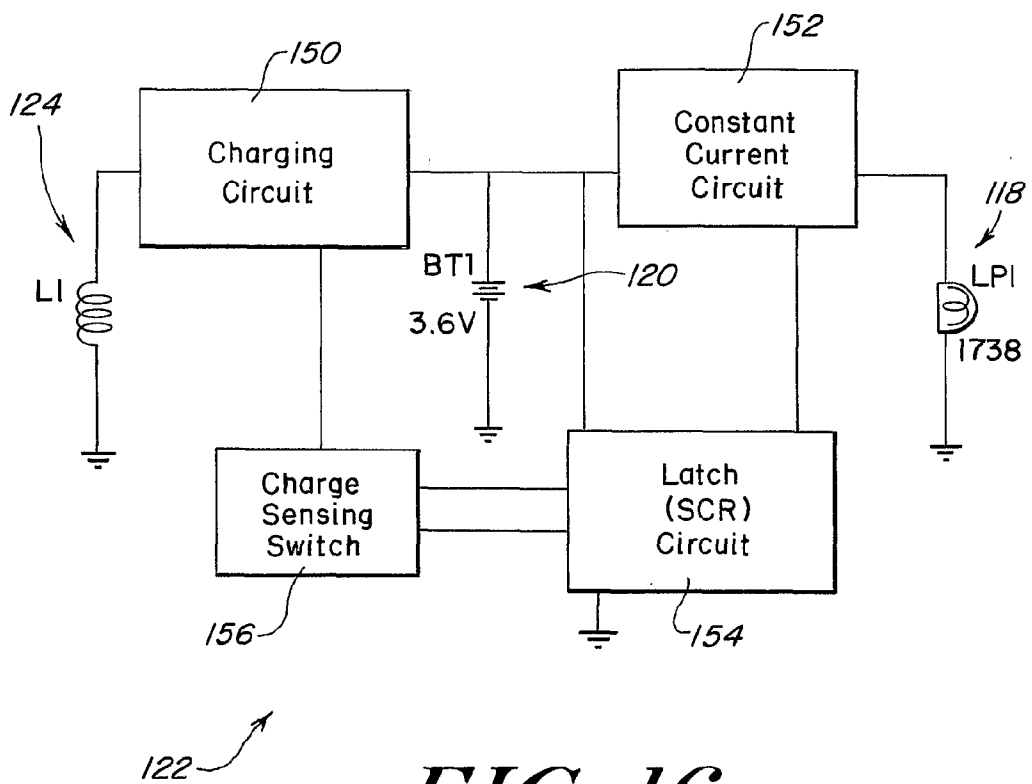 150
152
124
Charging
Circuit
Constant
Current
Circuit
118
L1
BT1
120
LP1
3.6V
1738
Charge
Sensing
Switch
Latch
(SCR)
Circuit
156
154
122
FIG. 16